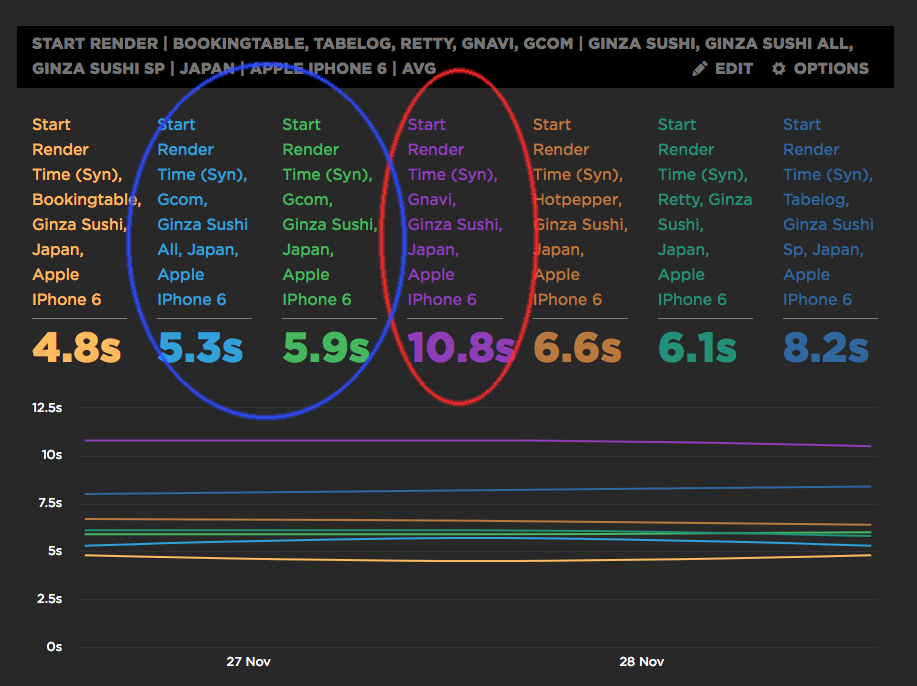 START RENDER | BOOKINGTABLE, TABELOG, RETTY, GNAVI, GCOM | GINZA SUSHI, GINZA SUSHI ALL,
GINZA SUSHI SP | JAPAN | APPLE IPHONE 6 | AVG
EDIT OPTIONS
Start
Render
Time (Syn),
Bookingtable,
Ginza Sushi,
Japan,
Apple
IPhone 6
4.8s
Start
Render
Time (Syn),
Gcom,
Ginza Sushi
All, Japan,
Apple
IPhone 6
5.3s
Start
Render
Time (Syn),
Gcom,
Ginza Sushi,
Japan,
Apple
IPhone 6
5.9s
Start
Render
Time (Syn),
Gnavi,
Ginza Sushi,
Japan,
Apple
IPhone 6
10.8s
Start
Render
Time (Syn),
Hotpepper,
Ginza Sushi,
Japan,
Apple
IPhone 6
6.6s
Start
Render
Time (Syn),
Retty, Ginza
Sushi,
Japan,
Apple
IPhone 6
6.1s
Start
Render
Time (Syn),
Tabelog,
Ginza Sushi
Sp, Japan,
Apple
IPhone 6
8.2s
12.5s
10s
7.5s
5s
2.5s
0s
27 Nov
28 Nov